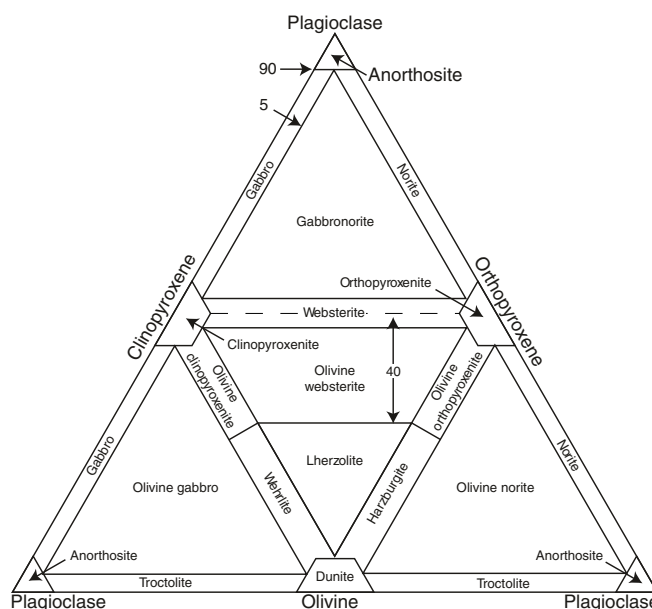 Plagioclase
90
Anorthosite
5
Gabbro
Norite
Gabbronorite
Clinopyroxene
Orthopyroxenite
Orthopyroxene
Websterite
Clinopyroxenite
Olivine
clinopyroxenite
Olivine
websterite
40
Olivine
orthopyroxenite
Gabbro
Lherzolite
Norite
Olivine gabbro
Wehrlite
Harzburgite
Olivine norite
Anorthosite
Anorthosite
Troctolite
Dunite
Troctolite
Plagioclase
Olivine
Plagioclase